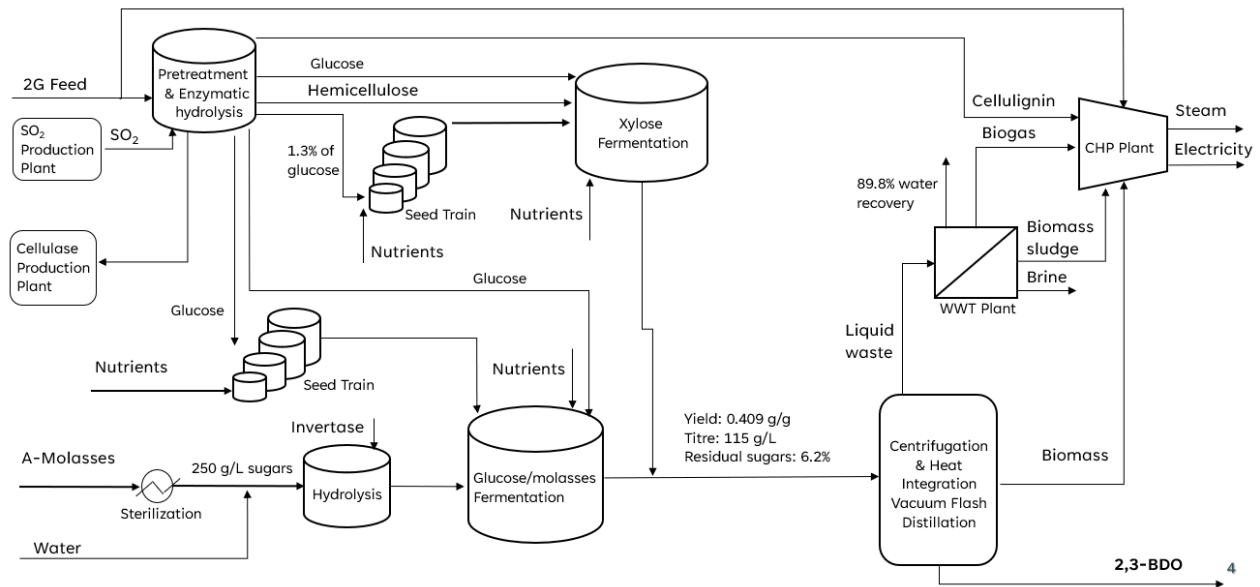 2G Feed
SO2
Production
Plant
SO2
Pretreatment
& Enzymatic
hydrolysis
Glucose
Hemicellulose
1.3% of
glucose
Seed Train
Nutrients
Xylose
Fermentation
Nutrients
Cellulignin
Biogas
CHP Plant
Steam
Electricity
89.8% water
recovery
Biomass
sludge
Brine
WWT Plant
Cellulase
Production
Plant
Glucose
Glucose
Nutrients
Seed Train
Nutrients
Liquid
waste
A-Molasses
Sterilization
250 g/L sugars
Water
Invertase
Hydrolysis
Glucose/molasses
Fermentation
Yield: 0.409 g/g
Titre: 115 g/L
Residual sugars: 6.2%
Centrifugation
& Heat
Integration
Vacuum Flash
Distillation
Biomass
2,3-BDO
4